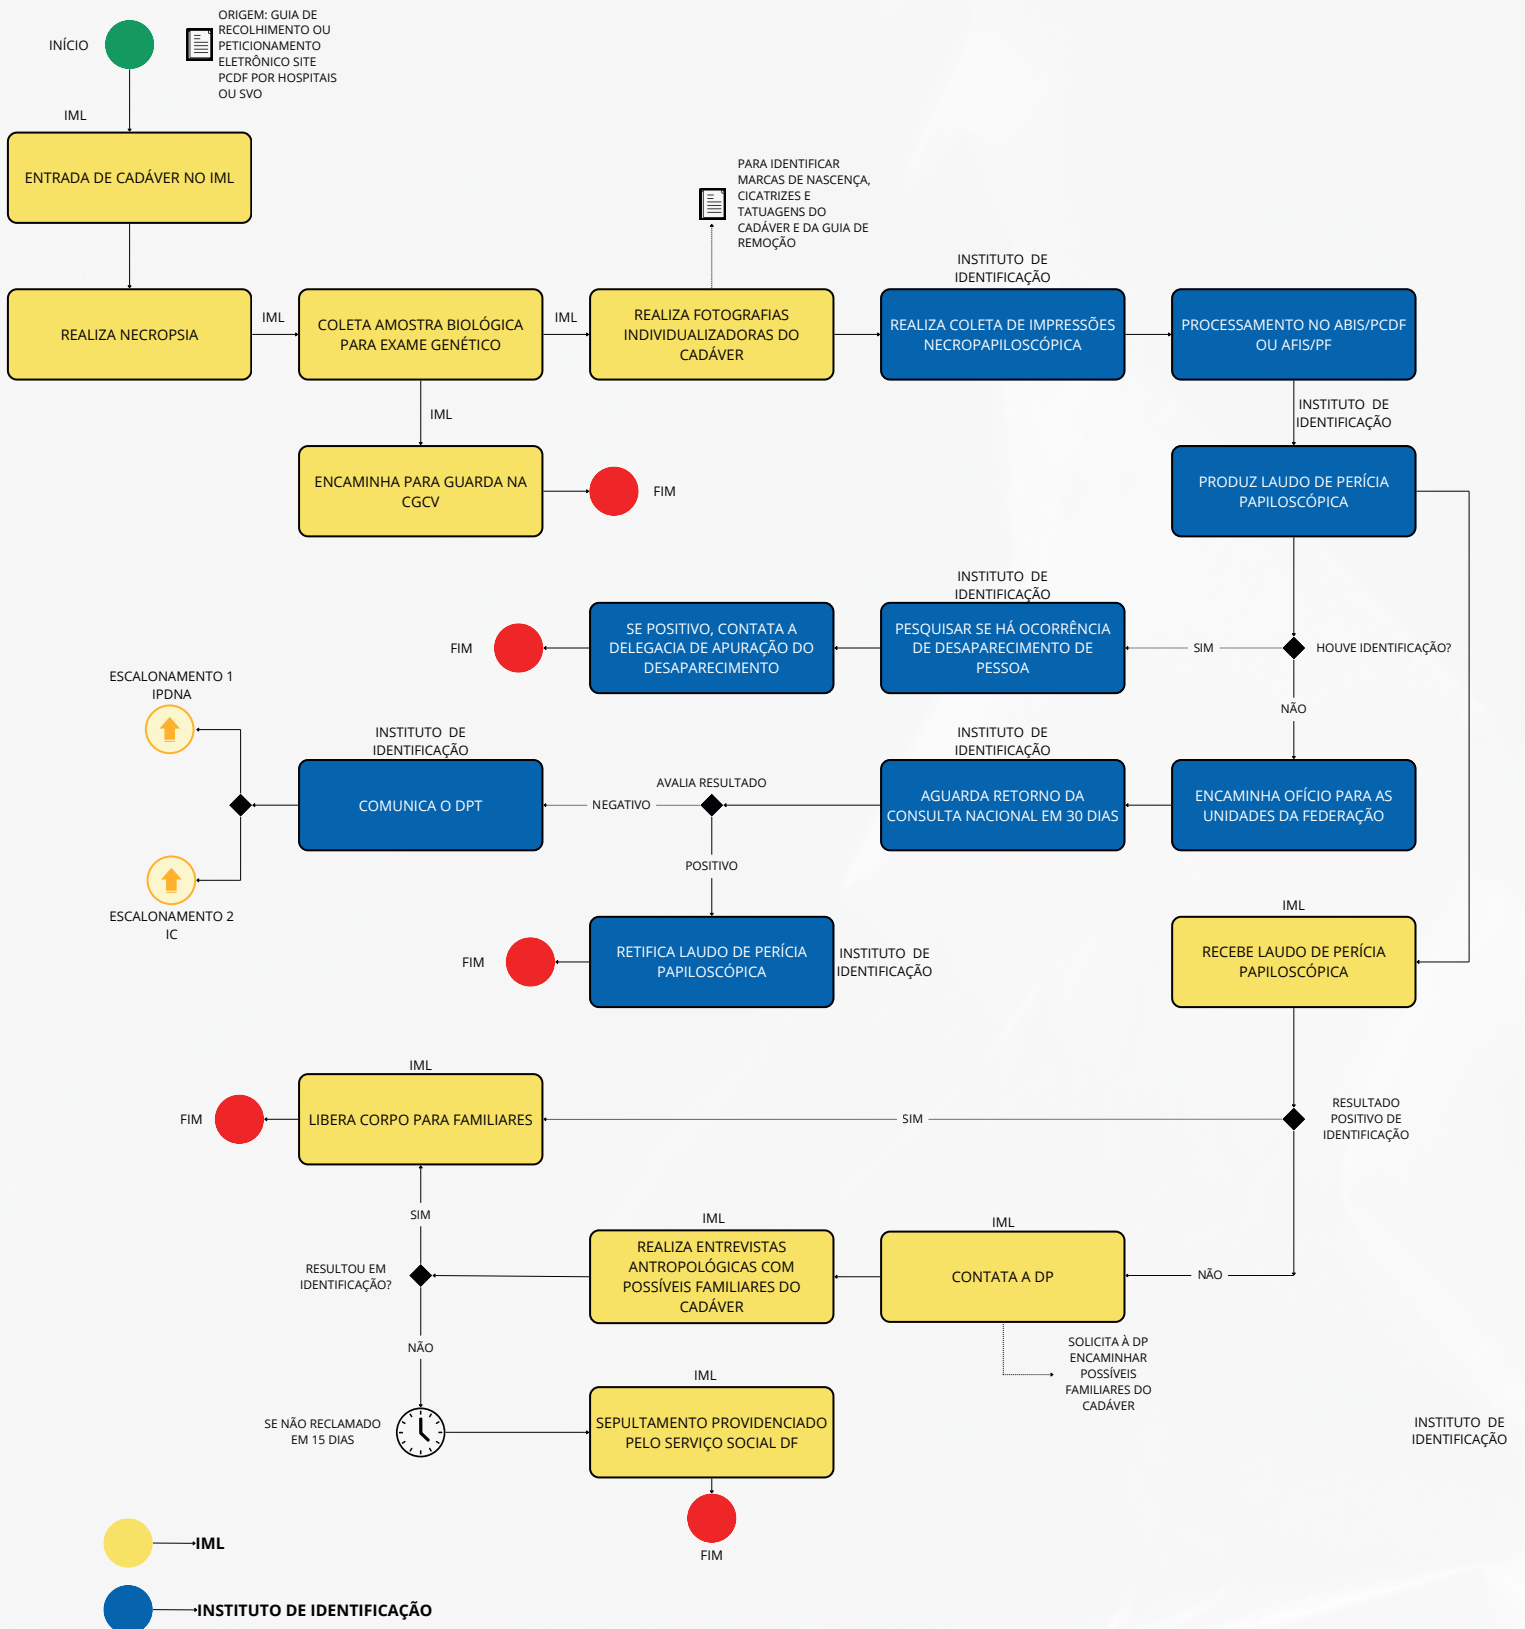 INÍCIO
ORIGEM: GUIA DE
RECOLHIMENTO OU
PETICIONAMENTO
ELETRÔNICO SITE
PCDF POR HOSPITAIS
OU SVO
IML
ENTRADA DE CADÁVER NO IML
PARA IDENTIFICAR
MARCAS DE NASCENÇA,
CICATRIZES E
TATUAGENS DO
CADÁVER E DA GUIA DE
REMOÇÃO
REALIZA NECROPSIA
IML
COLETA AMOSTRA BIOLÓGICA
PARA EXAME GENÉTICO
IML
REALIZA FOTOGRAFIAS
INDIVIDUALIZADORAS DO
CADÁVER
INSTITUTO DE
IDENTIFICAÇÃO
REALIZA COLETA DE IMPRESSÕES
NECROPAPILOSCÓPICA
PROCESSAMENTO NO ABIS/PCDF
OU AFIS/PF
IML
INSTITUTO DE
IDENTIFICAÇÃO
ENCAMINHA PARA GUARDA NA
CGCV
FIM
PRODUZ LAUDO DE PERÍCIA
PAPILOSCÓPICA
FIM
SE POSITIVO, CONTATA A
DELEGACIA DE APURAÇÃO DO
DESAPARECIMENTO
INSTITUTO DE
IDENTIFICAÇÃO
PESQUISAR SE HÁ OCORRÊNCIA
DE DESAPARECIMENTO DE
PESSOA
SIM
HOUVE IDENTIFICAÇÃO?
NÃO
ESCALONAMENTO 1
IPDNA
INSTITUTO DE
IDENTIFICAÇÃO
COMUNICA O DPT
NEGATIVO
AVALIA RESULTADO
INSTITUTO DE
IDENTIFICAÇÃO
AGUARDA RETORNO DA
CONSULTA NACIONAL EM 30 DIAS
ENCAMINHA OFÍCIO PARA AS
UNIDADES DA FEDERAÇÃO
POSITIVO
ESCALONAMENTO 2
IC
FIM
RETIFICA LAUDO DE PERÍCIA
PAPILOSCÓPICA
INSTITUTO DE
IDENTIFICAÇÃO
IML
RECEBE LAUDO DE PERÍCIA
PAPILOSCÓPICA
FIM
IML
LIBERA CORPO PARA FAMILIARES
SIM
RESULTADO
POSITIVO DE
IDENTIFICAÇÃO
SIM
RESULTOU EM
IDENTIFICAÇÃO?
IML
REALIZA ENTREVISTAS
ANTROPOLÓGICAS COM
POSSÍVEIS FAMILIARES DO
CADÁVER
IML
CONTATA A DP
NÃO
NÃO
SOLICITA À DP
ENCAMINHAR
POSSÍVEIS
FAMILIARES DO
CADÁVER
SE NÃO RECLAMADO
EM 15 DIAS
IML
SEPULTAMENTO PROVIDENCIADO
PELO SERVIÇO SOCIAL DF
INSTITUTO DE
IDENTIFICAÇÃO
FIM
IML
INSTITUTO DE IDENTIFICAÇÃO